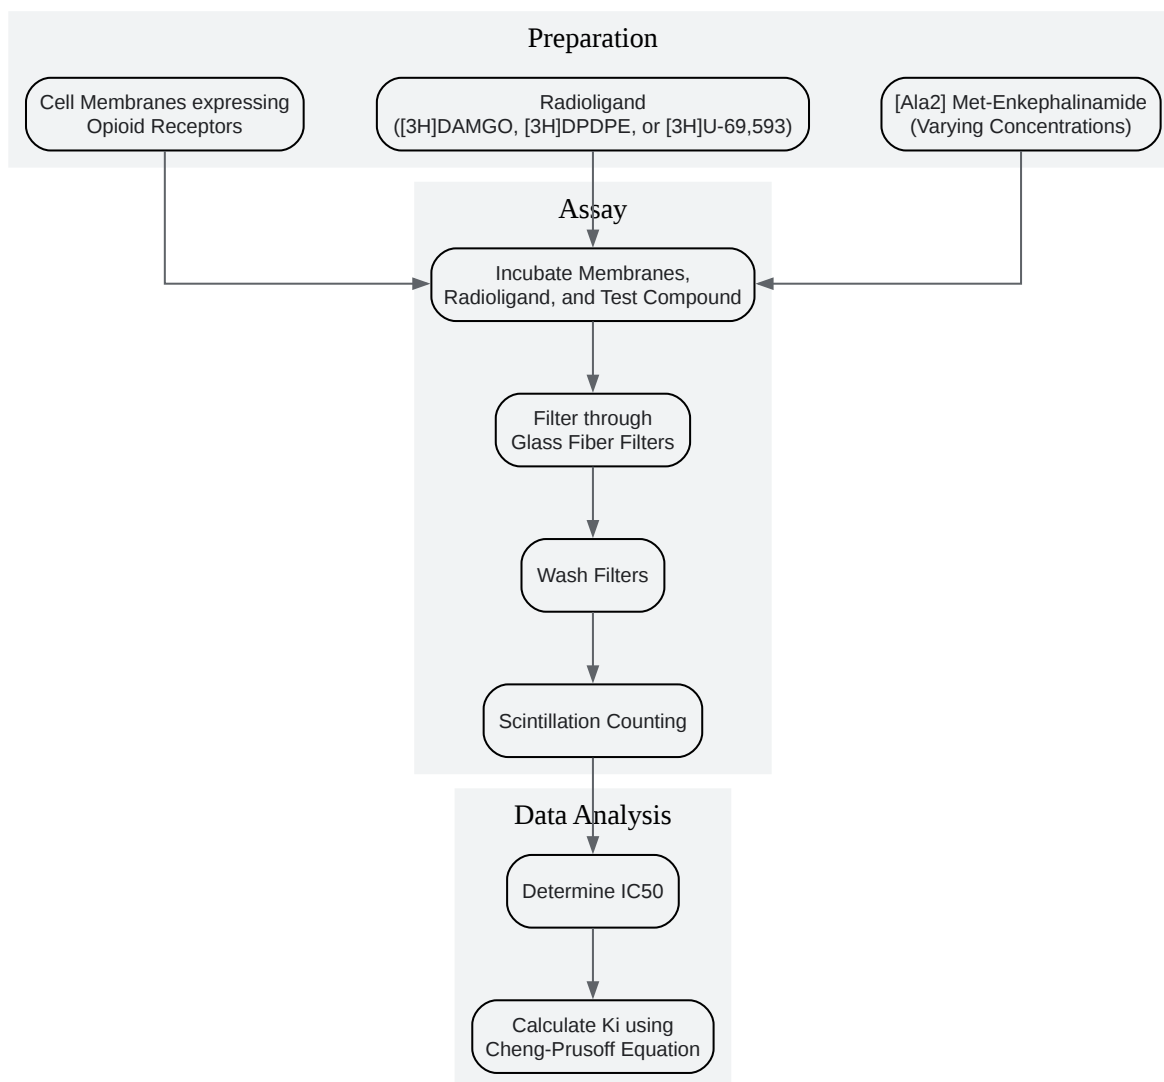 Preparation
Cell Membranes expressing
Opioid Receptors
Radioligand
([3H]DAMGO, [3H]DPDPE, or [3H]U-69,593)
[Ala2] Met-Enkephalinamide
(Varying Concentrations)
Assay
Incubate Membranes,
Radioligand, and Test Compound
Filter through
Glass Fiber Filters
Wash Filters
Scintillation Counting
Data Analysis
Determine IC50
Calculate Ki using
Cheng-Prusoff Equation